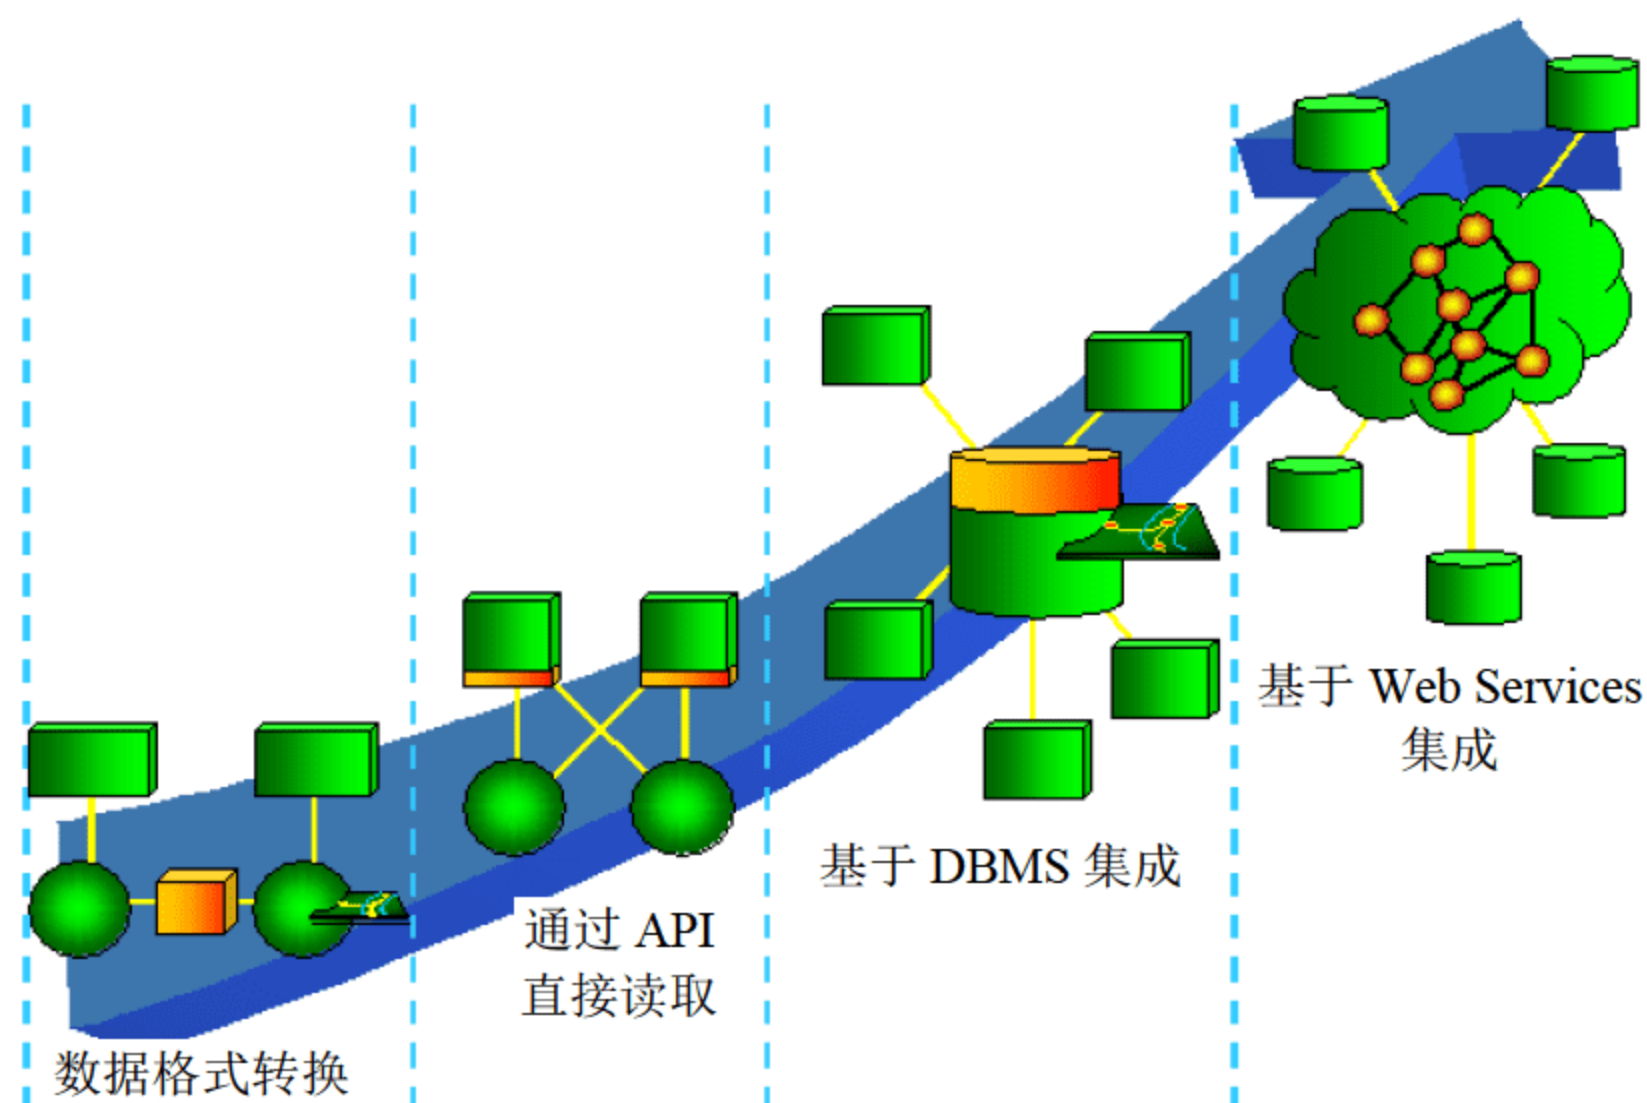 数据格式转换
通过 API
直接读取
基于 DBMS 集成
基于 Web Services
集成